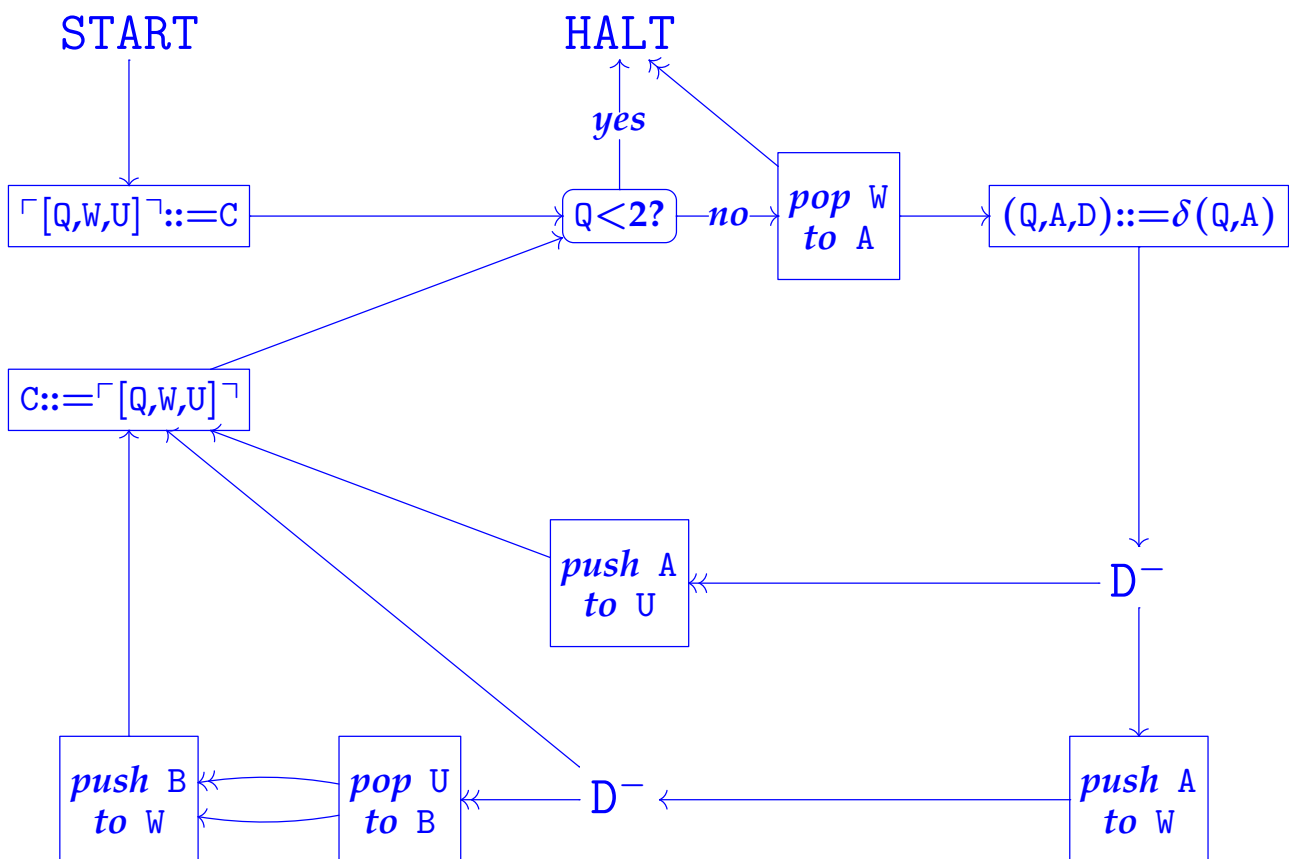 START
HALT
yes
⌜[Q,W,U]⌝::=C
Q<2?
no
pop W
to A
(Q,A,D)::=δ(Q,A)
C::=⌜[Q,W,U]⌝
push A
to U
D⁻
push B
to W
pop U
to B
D⁻
push A
to W